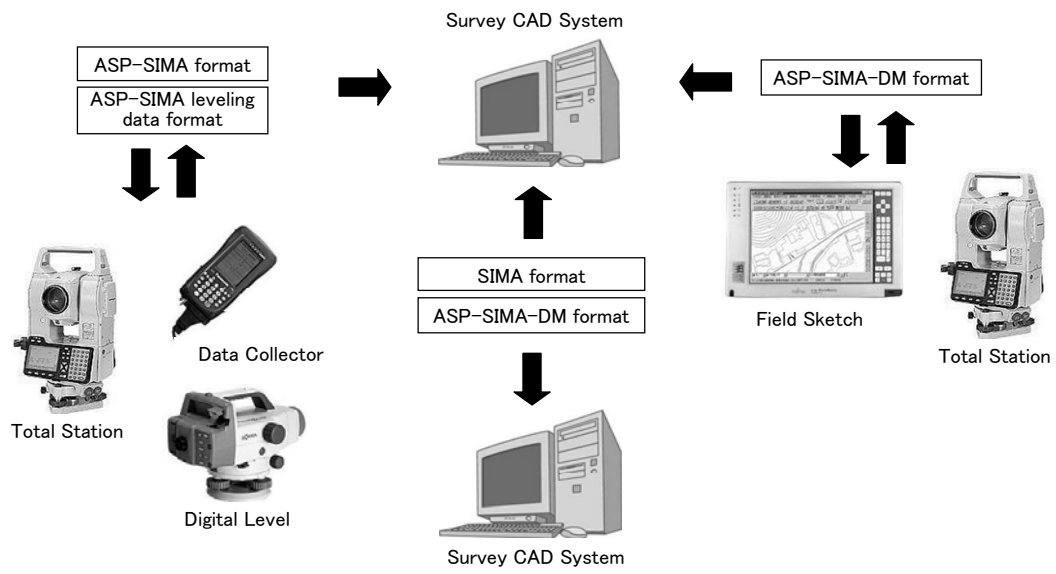 Survey CAD System
ASP-SIMA format
ASP-SIMA leveling
data format
ASP-SIMA-DM format
SIMA format
ASP-SIMA-DM format
Data Collector
Total Station
Digital Level
Field Sketch
Total Station
Survey CAD System